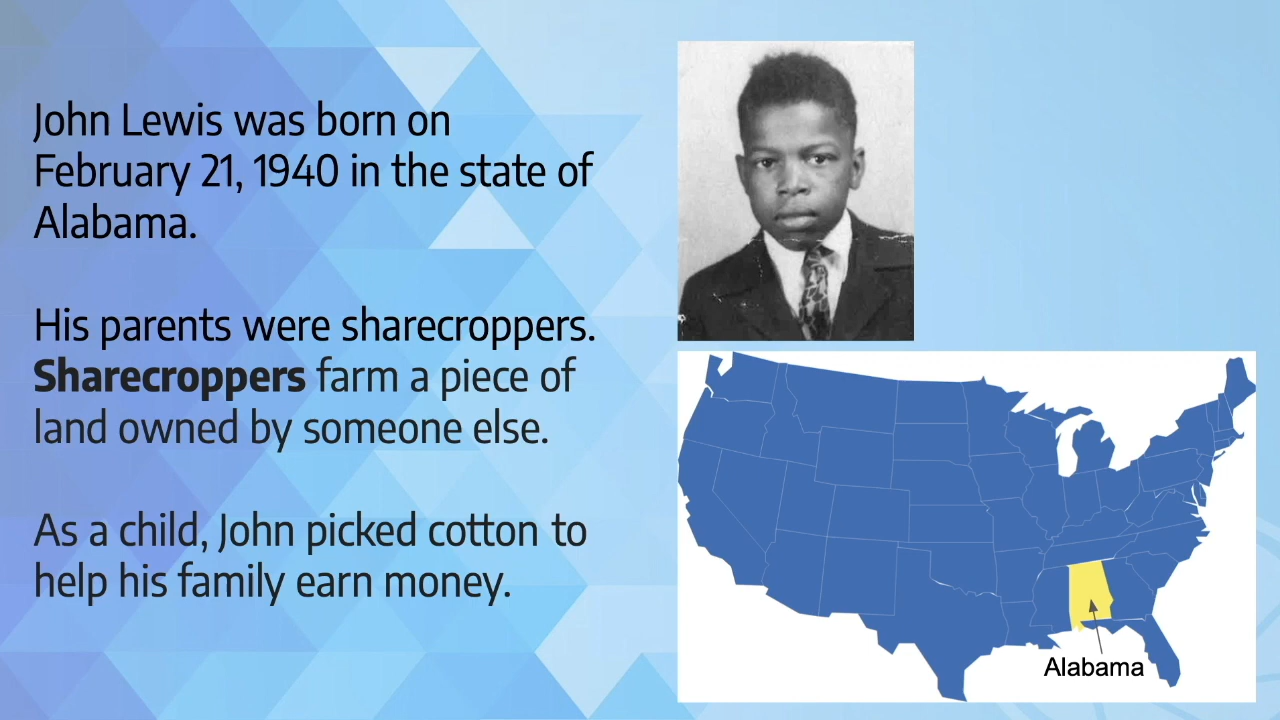 John Lewis was born on
February 21, 1940 in the state of
Alabama.
His parents were sharecroppers.
Sharecroppers farm a piece of
land owned by someone else.
As a child, John picked cotton to
help his family earn money.
Alabama